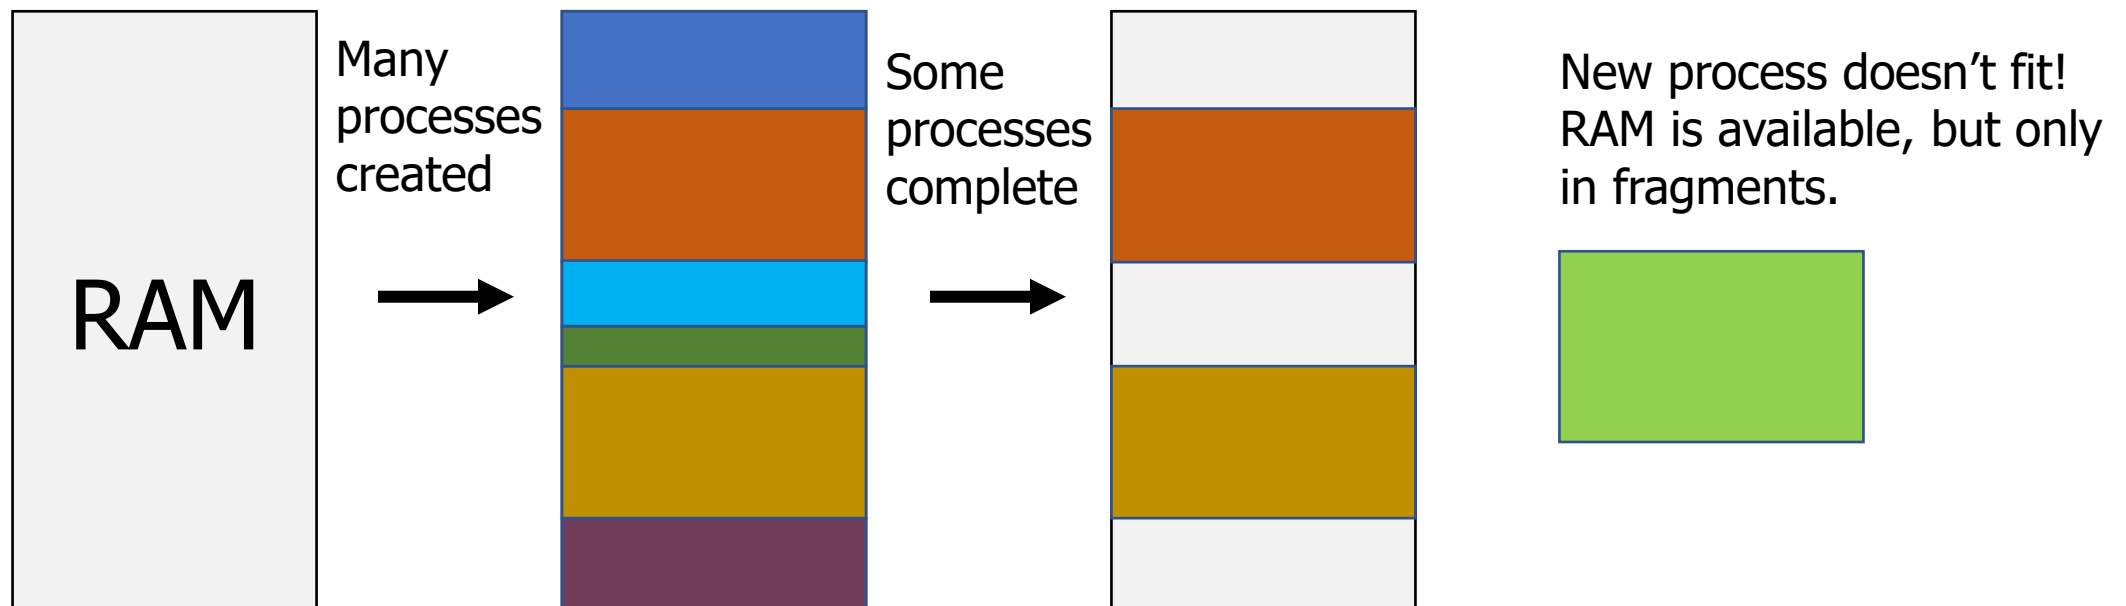 RAM
Many
processes
created
Some
processes
complete
New process doesn’t fit!
RAM is available, but only
in fragments.